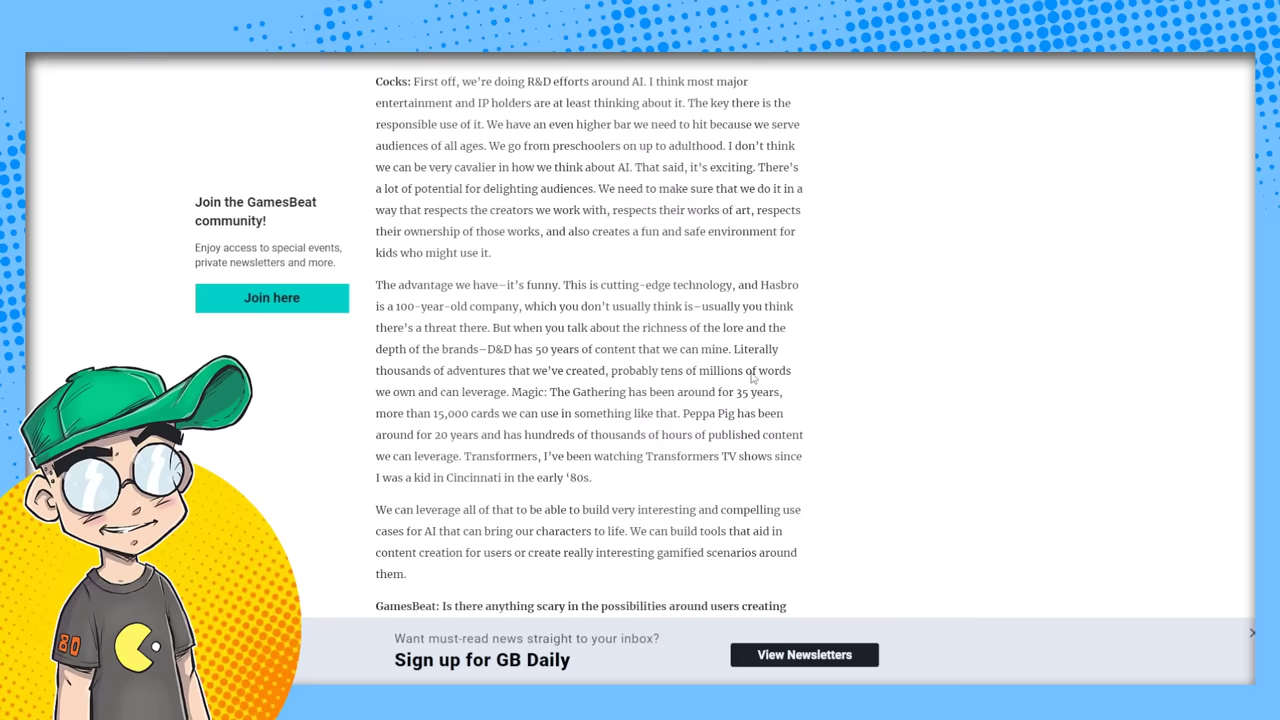 Cocks: First off, we're doing R&D efforts around AI. I think most major
entertainment and IP holders are at least thinking about it. The key there is the
responsible use of it. We have an even higher bar we need to hit because we serve
audiences of all ages. We go from preschoolers on up to adulthood. I don't think
we can be very cavalier in how we think about AI. That said, it's exciting. There's
a lot of potential for delighting audiences. We need to make sure that we do it in a
way that respects the creators we work with, respects their works of art, respects
their ownership of those works, and also creates a fun and safe environment for
kids who might use it.
Join the GamesBeat
community!
Enjoy access to special events,
private newsletters and more.
Join here
The advantage we have–it's funny. This is cutting-edge technology, and Hasbro
is a 100-year-old company, which you don't usually think is–usually you think
there's a threat there. But when you talk about the richness of the lore and the
depth of the brands–D&D has 50 years of content that we can mine. Literally
thousands of adventures that we've created, probably tens of millions of words
we own and can leverage. Magic: The Gathering has been around for 35 years,
more than 15,000 cards we can use in something like that. Peppa Pig has been
around for 20 years and has hundreds of thousands of hours of published content
we can leverage. Transformers, I've been watching Transformers TV shows since
I was a kid in Cincinnati in the early '80s.
We can leverage all of that to be able to build very interesting and compelling use
cases for AI that can bring our characters to life. We can build tools that aid in
content creation for users or create really interesting gamified scenarios around
them.
GamesBeat: Is there anything scary in the possibilities around users creating
Want must-read news straight to your inbox?
Sign up for GB Daily
View Newsletters
80